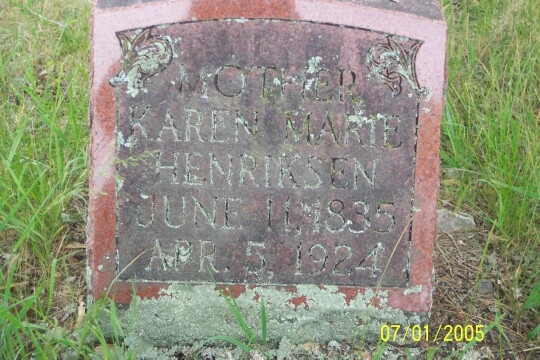 MOTHER
KAREN MARIE
HENRIKSEN
JUNE 11, 1835
APR. 5, 1924
07/01/2005